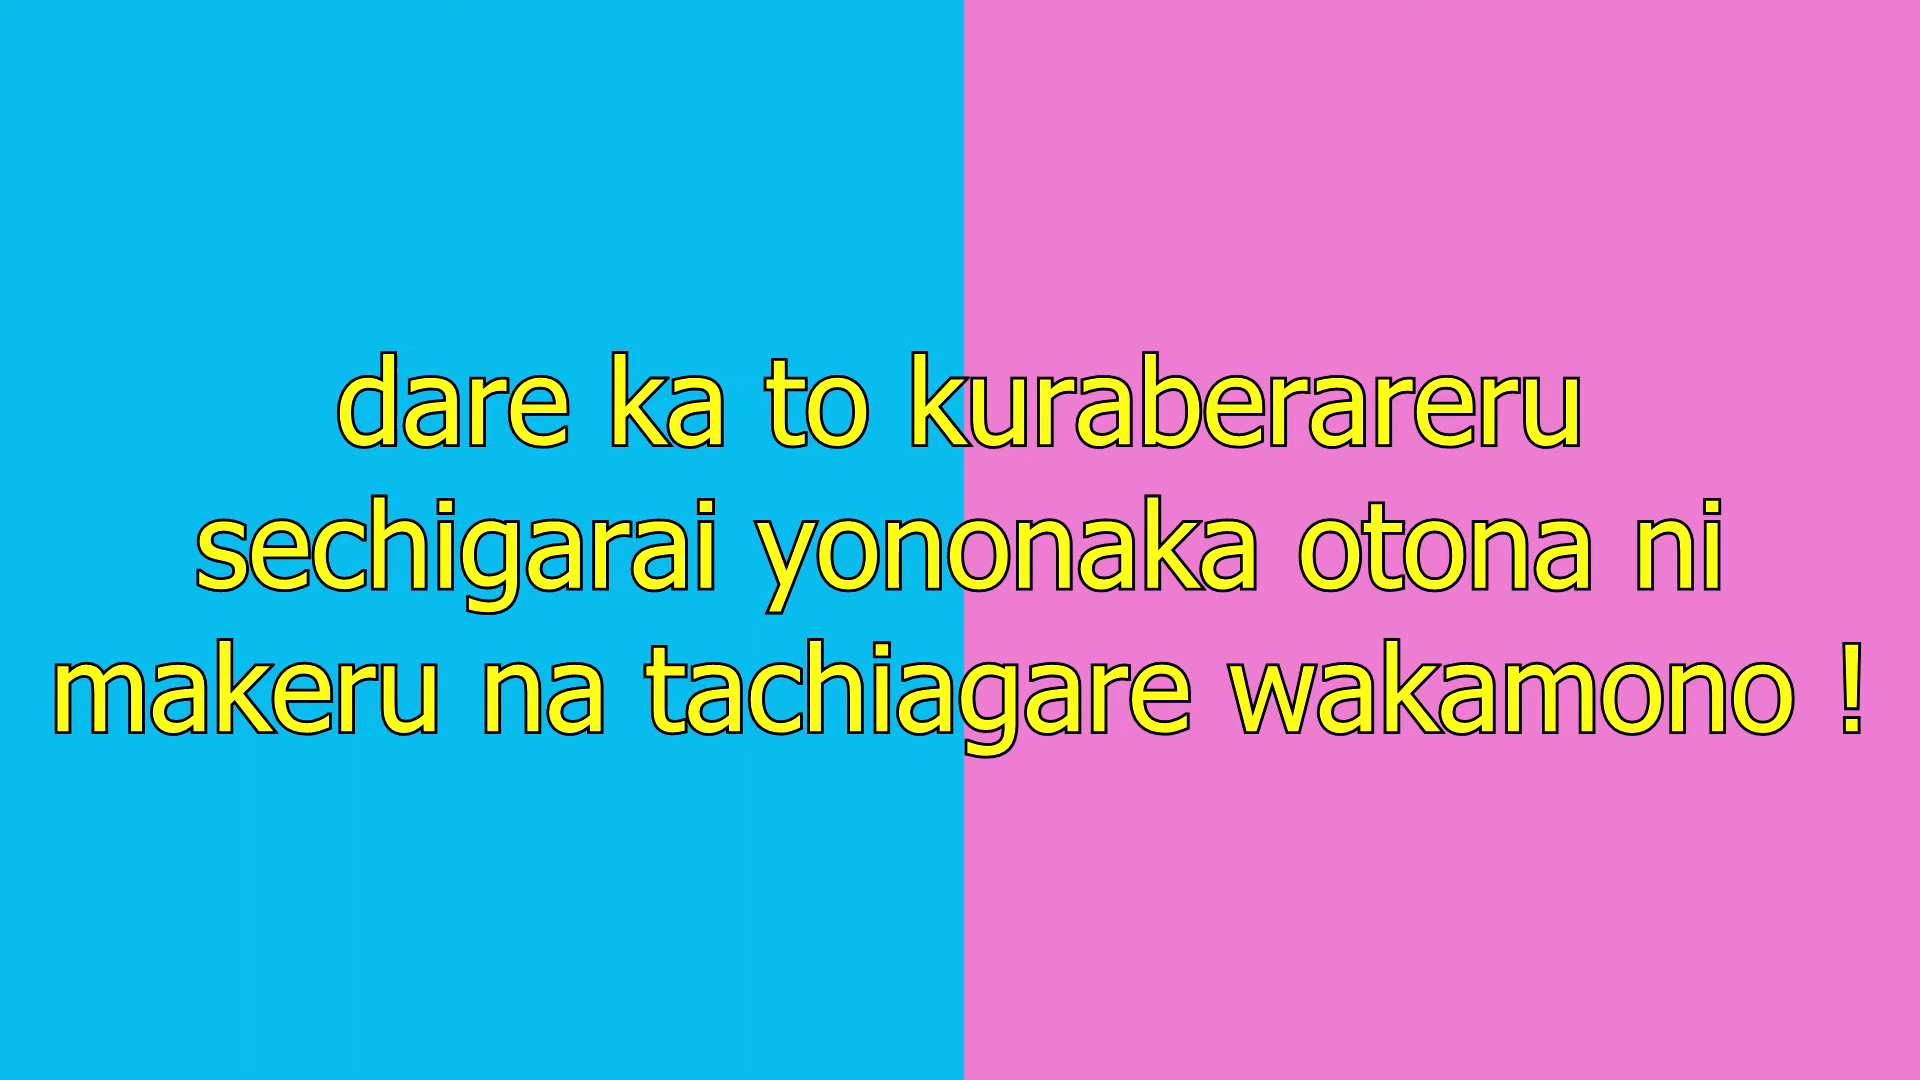 dare ka to kuraberareru
sechigarai yononaka otona ni
makeru na tachiagare wakamono !